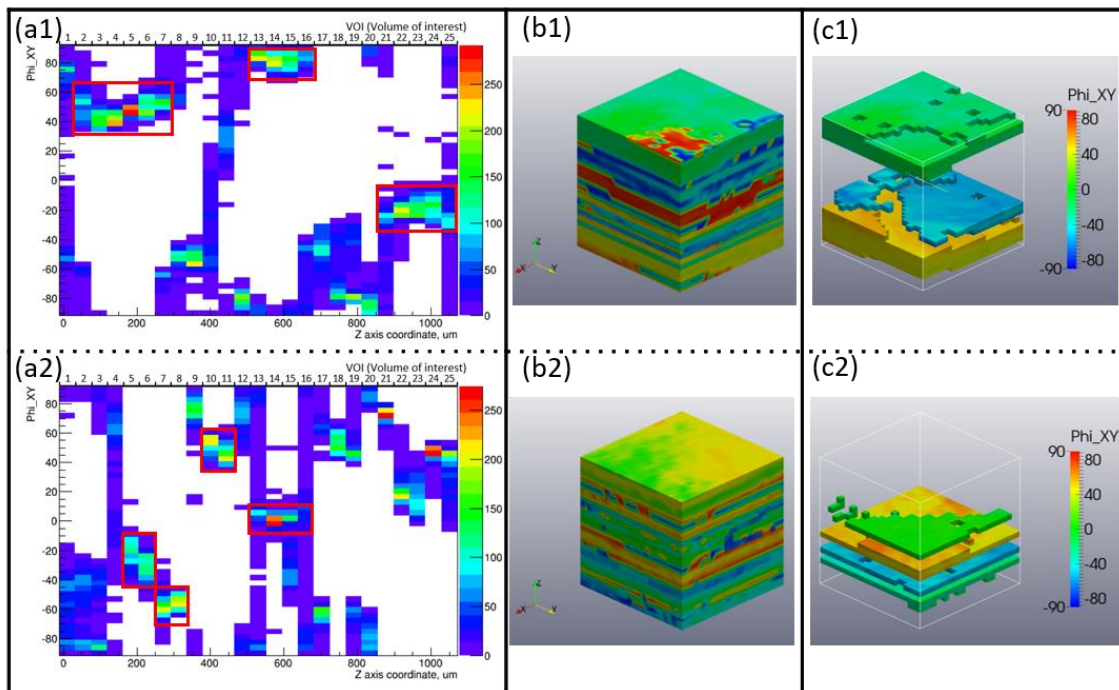 (a1)
VOI (Volume of interest)
1 2 3 4 5 6 7 8 9 10 11 12 13 14 15 16 17 18 19 20 21 22 23 24 25
Phi_XY
80
60
40
20
0
-20
-40
-60
-80
0 200 400 600 800 1000
Z axis coordinate, um
250
200
150
100
50
0
(b1)
Z
X Y
(c1)
Phi_XY
90
80
40
0
-40
-80
-90
(a2)
VOI (Volume of interest)
1 2 3 4 5 6 7 8 9 10 11 12 13 14 15 16 17 18 19 20 21 22 23 24 25
Phi_XY
80
60
40
20
0
-20
-40
-60
-80
0 200 400 600 800 1000
Z axis coordinate, um
250
200
150
100
50
0
(b2)
Z
X Y
(c2)
Phi_XY
90
80
40
0
-40
-80
-90